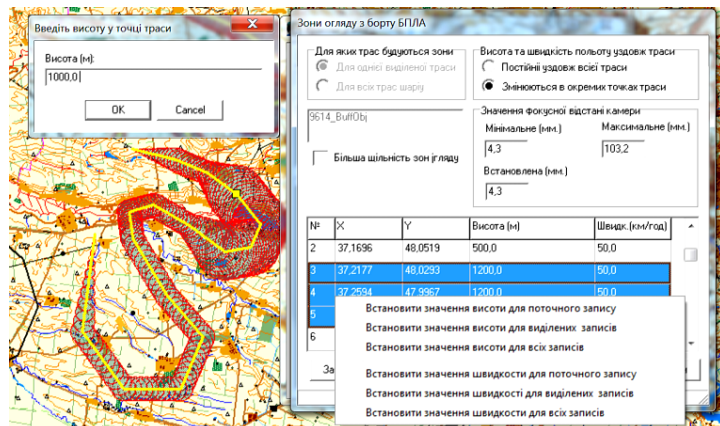 Введіть висоту у точці траси
X
Висота (м):
1000,0
OK
Cancel
Зони огляду з борту БПЛА
Для яких трас будуються зони
Для однієї виділеної траси
Для всіх трас шару
Висота та швидкість польоту уздовж траси
Постійні уздовж всієї траси
Змінюються в окремих точках траси
9614_BuffObj
Більша щільність зон jгляду
Значення фокусної відстані камери
Мінімальне (мм.)
Максимальне (мм.)
4,3
103,2
Встановлена (мм.)
4,3
№ X Y Висота (м) Швидк.(км/год)
2 37,1696 48,0519 500,0 50,0
3 37,2177 48,0293 1200,0 50,0
4 37,2594 47,9967 1200,0 50,0
5
6
Встановити значення висоти для поточного запису
Встановити значення висоти для виділених записів
Встановити значення висоти для всіх записів
Встановити значення швидкости для поточного запису
Встановити значення швидкості для виділених записів
Встановити значення швидкости для всіх записів